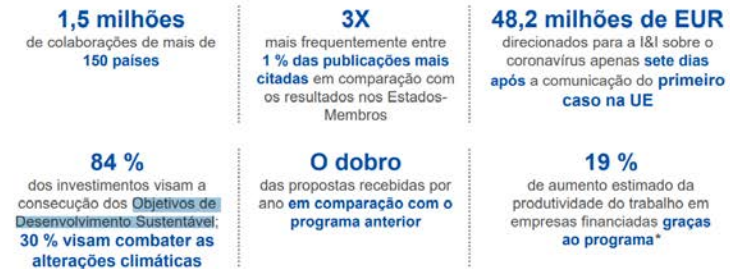 1,5 milhões
de colaborações de mais de
150 países
3X
mais frequentemente entre
1 % das publicações mais
citadas em comparação com
os resultados nos Estados-
Membros
48,2 milhões de EUR
direcionados para a I&I sobre o
coronavírus apenas sete dias
após a comunicação do primeiro
caso na UE
84 %
dos investimentos visam a
consecução dos Objetivos de
Desenvolvimento Sustentável;
30 % visam combater as
alterações climáticas
O dobro
das propostas recebidas por
ano em comparação com o
programa anterior
19 %
de aumento estimado da
produtividade do trabalho em
empresas financiadas graças
ao programa*